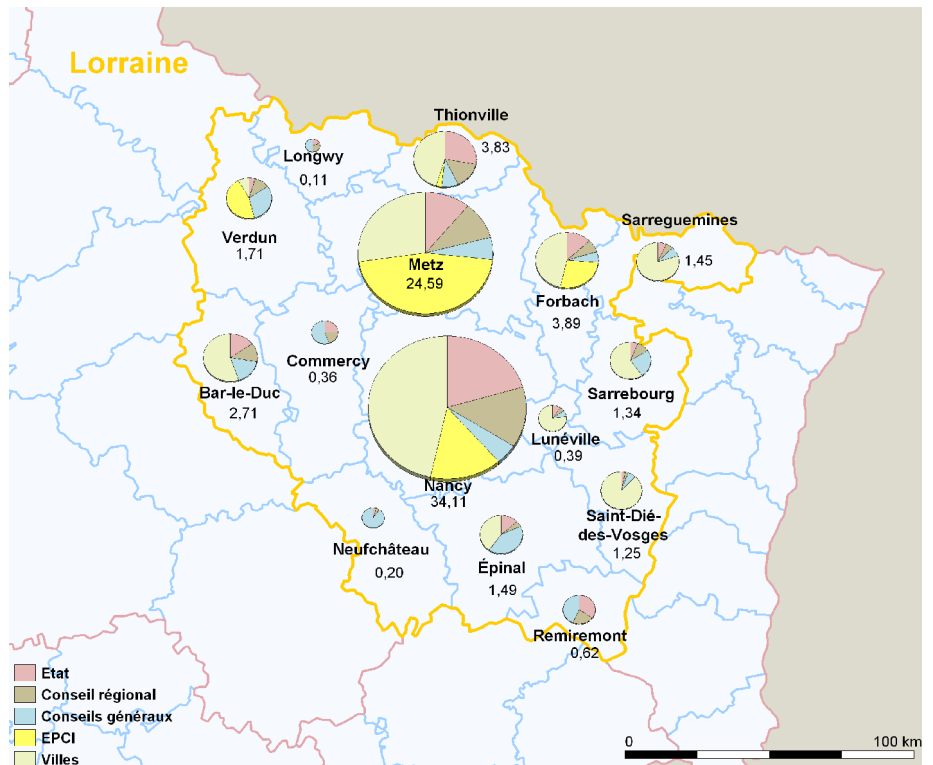 Lorraine
Thionville
3,83
Longwy
0,11
Sarreguemines
1,45
Verdun
1,71
Metz
24,59
Forbach
3,89
Commercy
0,36
Bar-le-Duc
2,71
Sarrebourg
1,34
Lunéville
0,39
Nancy
34,11
Saint-Dié-
des-Vosges
1,25
Neufchâteau
0,20
Épinal
1,49
Remiremont
0,62
Etat
Conseil régional
Conseils généraux
EPCI
Villes
0 100 km